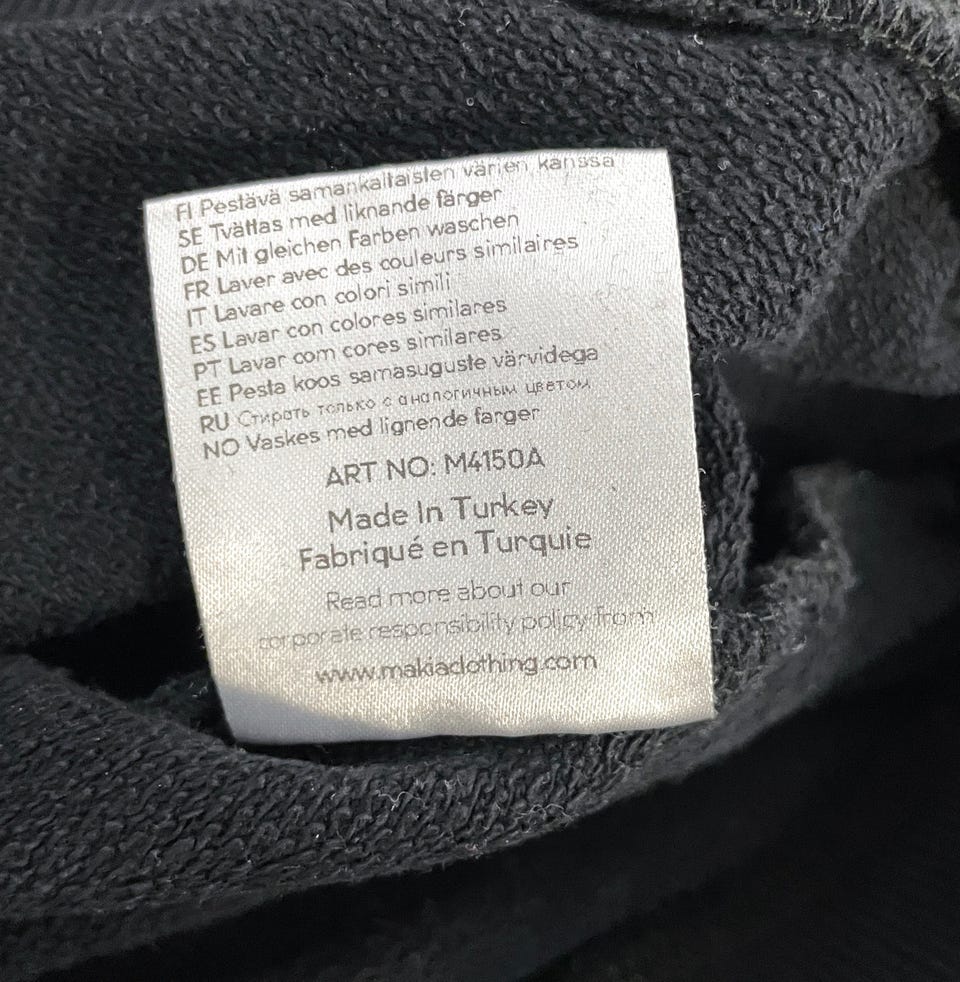 FI Pestävä samankaltaisten värien kanssa
SE Tvättas med liknande färger
DE Mit gleichen Farben waschen
FR Laver avec des couleurs similaires
IT Lavare con colori simili
ES Lavar con colores similares
PT Lavar com cores similares
EE Pesta koos samasuguste värvidega
RU Стирать только с аналогичным цветом
NO Vaskes med lignende farger
ART NO: M4150A
Made In Turkey
Fabriqué en Turquie
Read more about our
corporate responsibility policy from
www.makiaclothing.com